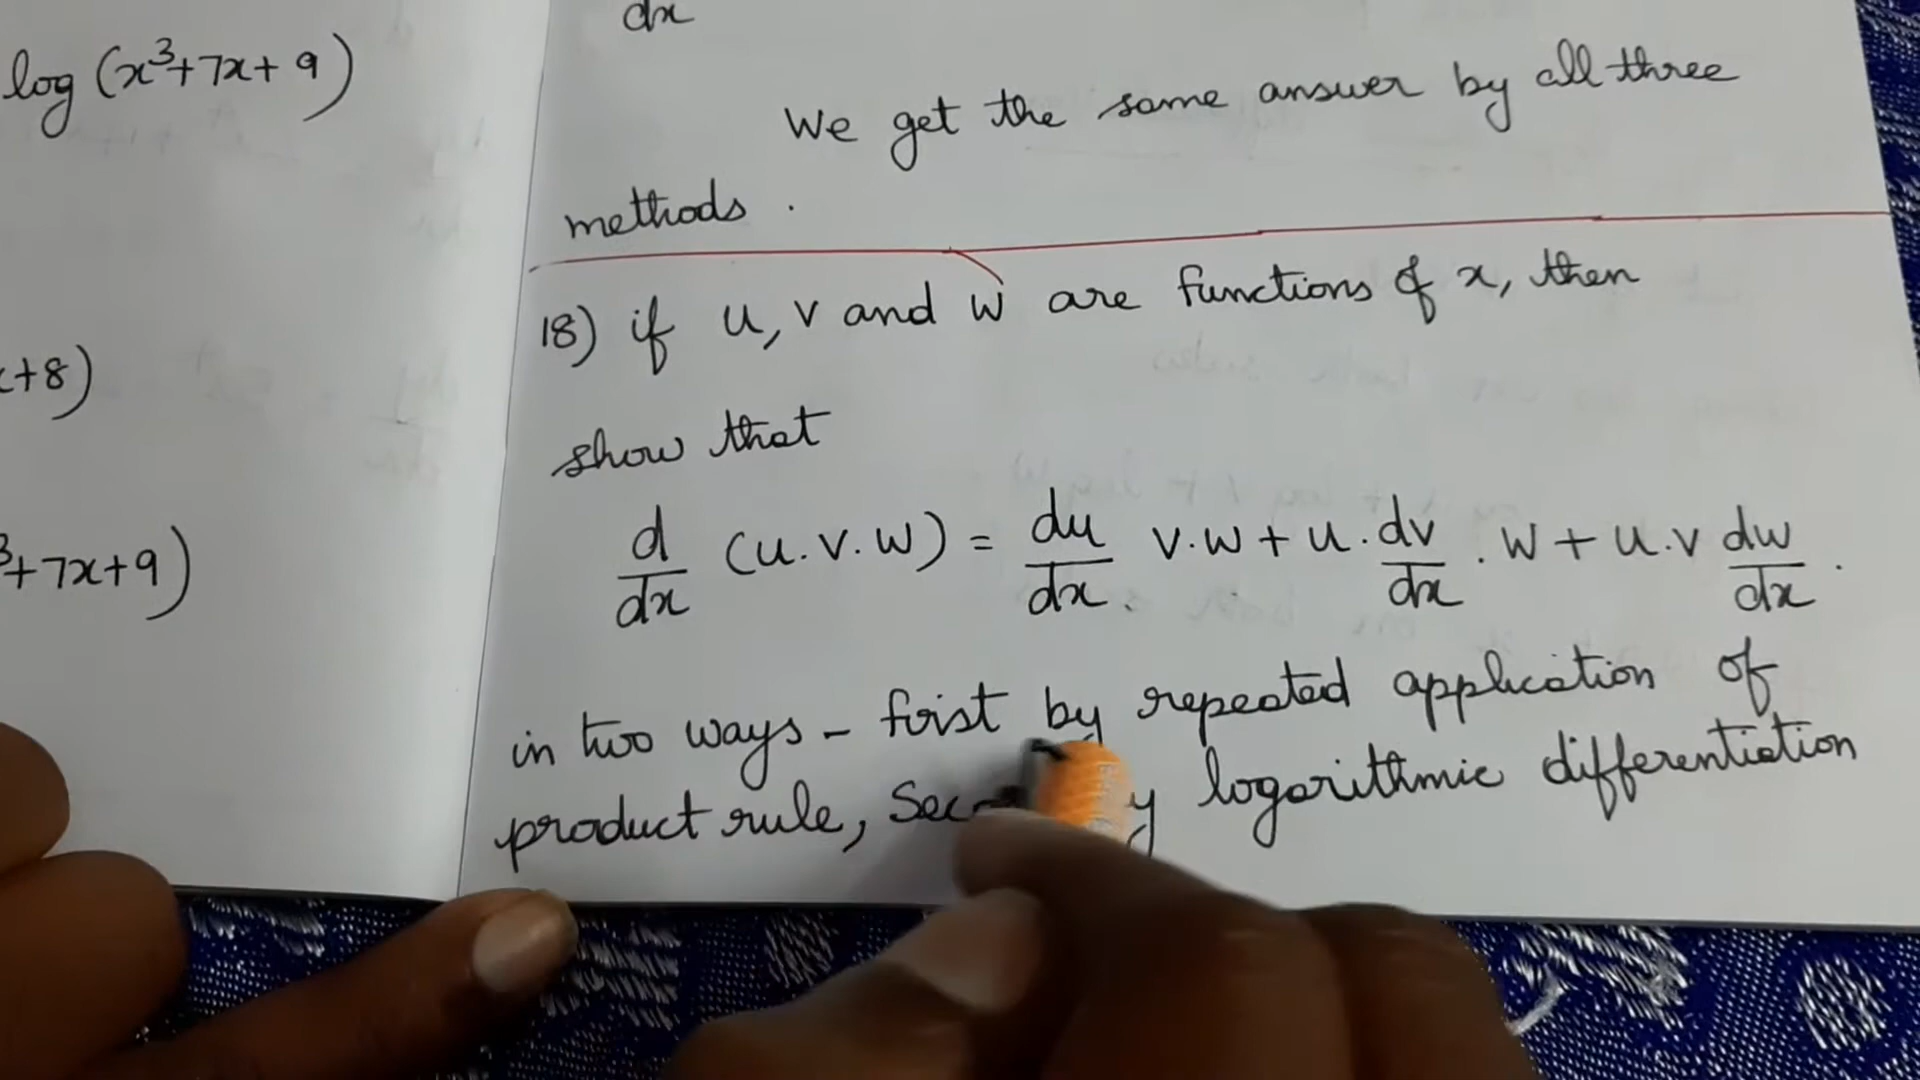 log (x³+7x+9)
x+8)
³+7x+9)
dx
We get the same answer by all three
methods .
18) if u, v and w are functions of x, then
show that
d/dx (u.v.w) = du/dx v.w + u.dv/dx.w + u.v dw/dx.
in two ways - first by repeated application of
product rule, logarithmic differentiation